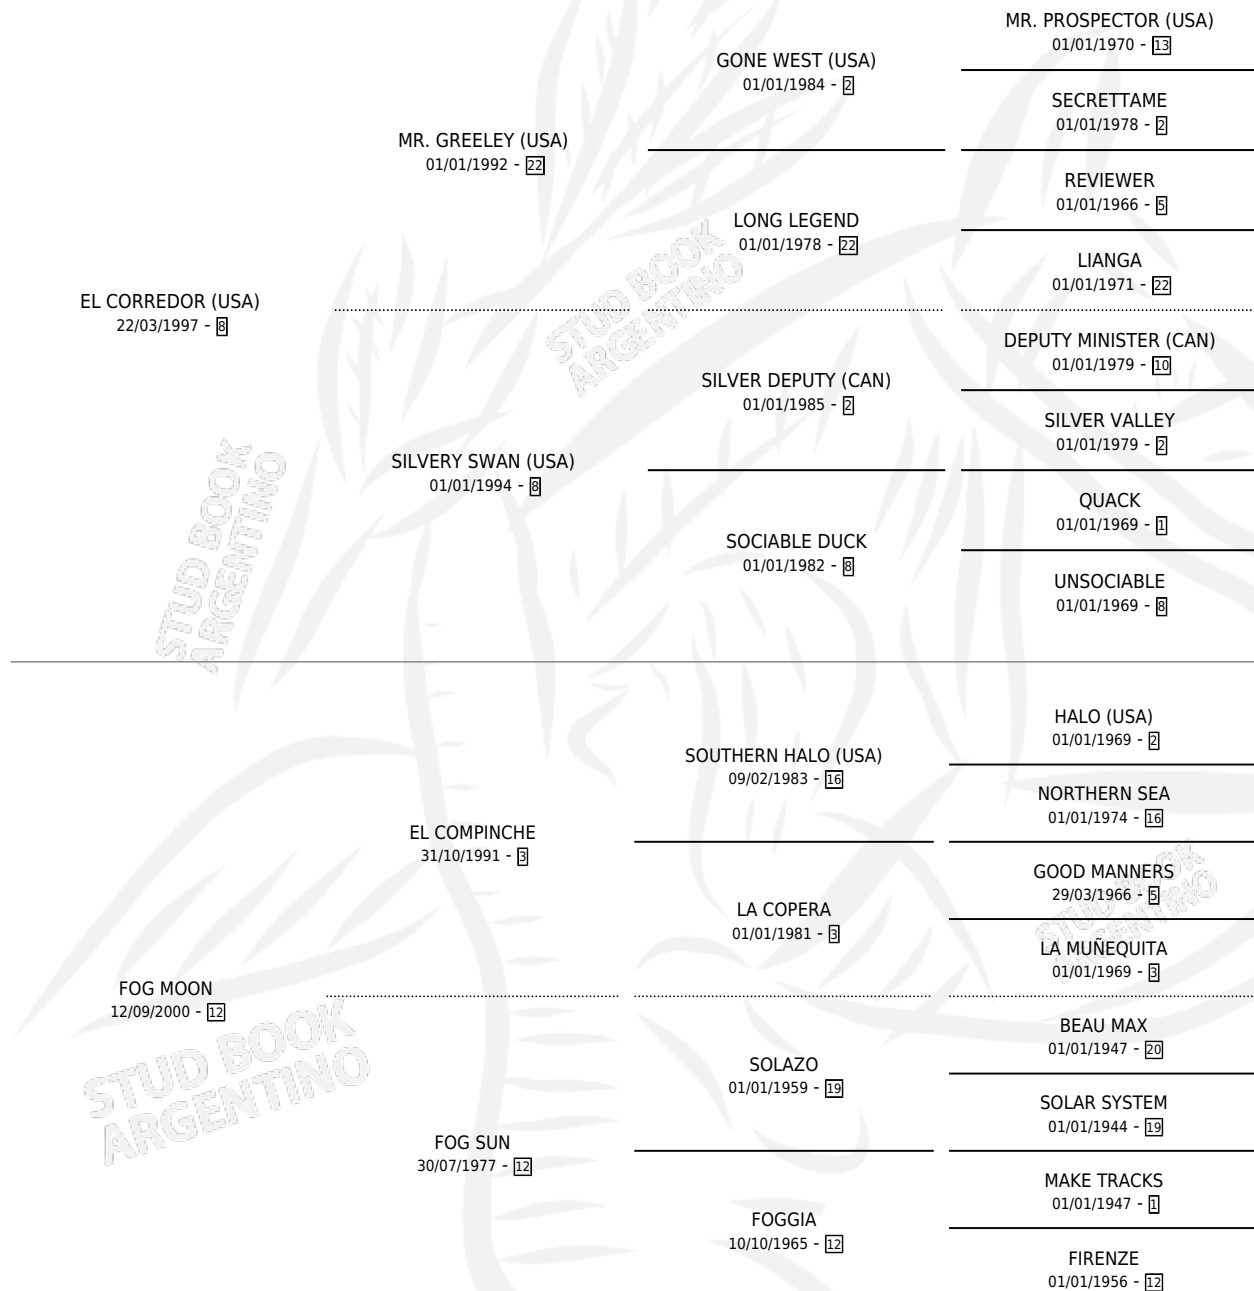 MR. PROSPECTOR (USA)
01/01/1970 - 13
GONE WEST (USA)
01/01/1984 - 2
SECRETTAME
01/01/1978 - 2
MR. GREELEY (USA)
01/01/1992 - 22
REVIEWER
01/01/1966 - 5
LONG LEGEND
01/01/1978 - 22
LIANGA
01/01/1971 - 22
EL CORREDOR (USA)
22/03/1997 - 8
STUD BOOK
ARGENTINO
DEPUTY MINISTER (CAN)
01/01/1979 - 10
SILVER DEPUTY (CAN)
01/01/1985 - 2
SILVER VALLEY
01/01/1979 - 2
SILVERY SWAN (USA)
01/01/1994 - 8
QUACK
01/01/1969 - 1
SOCIABLE DUCK
01/01/1982 - 8
UNSOCIABLE
01/01/1969 - 8
STUD BOOK
ARGENTINO
HALO (USA)
01/01/1969 - 2
SOUTHERN HALO (USA)
09/02/1983 - 16
NORTHERN SEA
01/01/1974 - 16
EL COMPINCHE
31/10/1991 - 3
GOOD MANNERS
29/03/1966 - 5
LA COPERA
01/01/1981 - 3
LA MUÑEQUITA
01/01/1969 - 3
STUD BOOK
ARGENTINO
FOG MOON
12/09/2000 - 12
BEAU MAX
01/01/1947 - 20
SOLAZO
01/01/1959 - 19
SOLAR SYSTEM
01/01/1944 - 19
STUD BOOK
ARGENTINO
FOG SUN
30/07/1977 - 12
MAKE TRACKS
01/01/1947 - 1
FOGGIA
10/10/1965 - 12
FIRENZE
01/01/1956 - 12